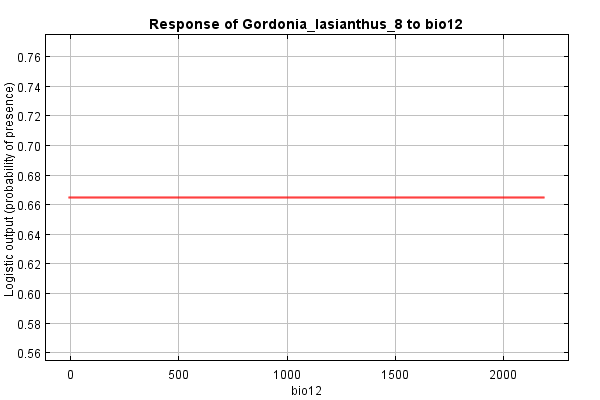 Response of Gordonia_lasianthus_8 to bio12
Logistic output (probability of presence)
0.76
0.74
0.72
0.70
0.68
0.66
0.64
0.62
0.60
0.58
0.56
0 500 1000 1500 2000
bio12